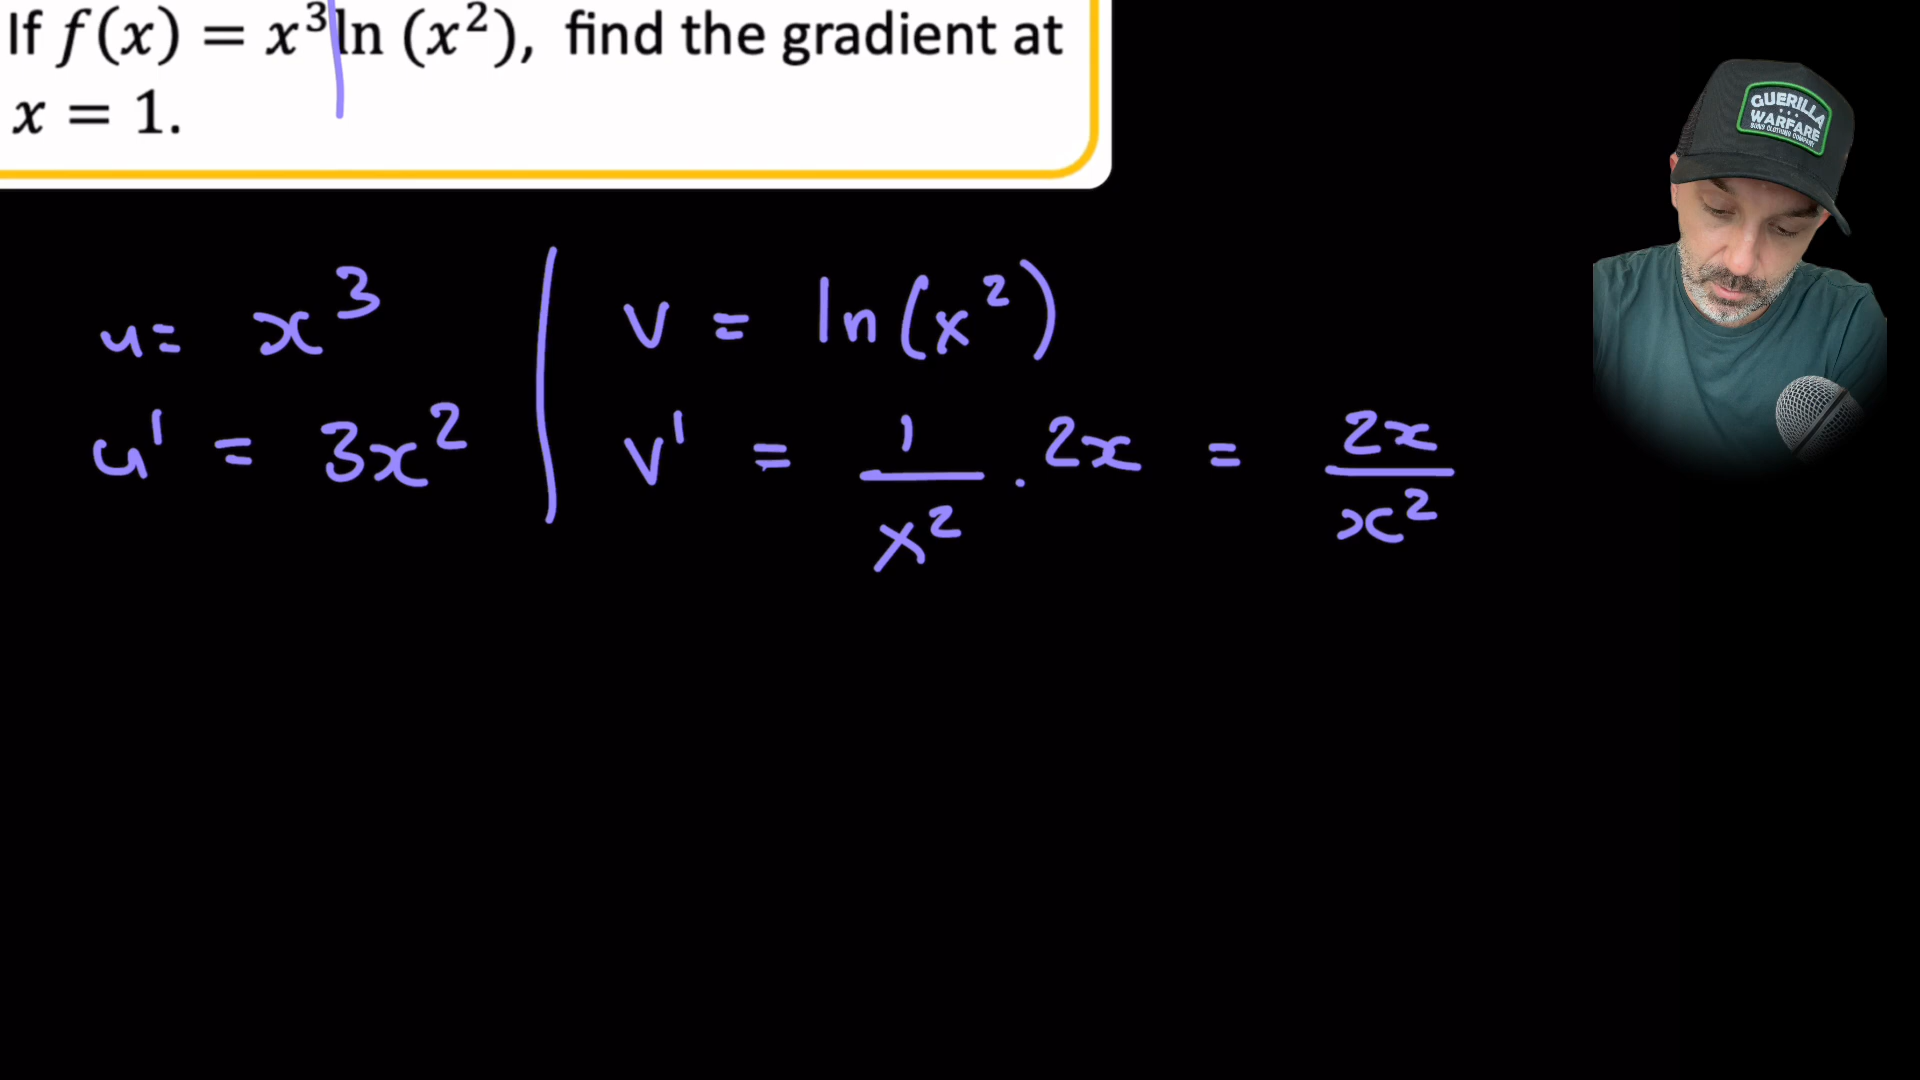 If f(x) = x³ln (x²), find the gradient at
x = 1.
GUERILLA
WARFARE
u= x³
v = ln(x²)
u' = 3x²
v' = 1/x² . 2x = 2x/x²